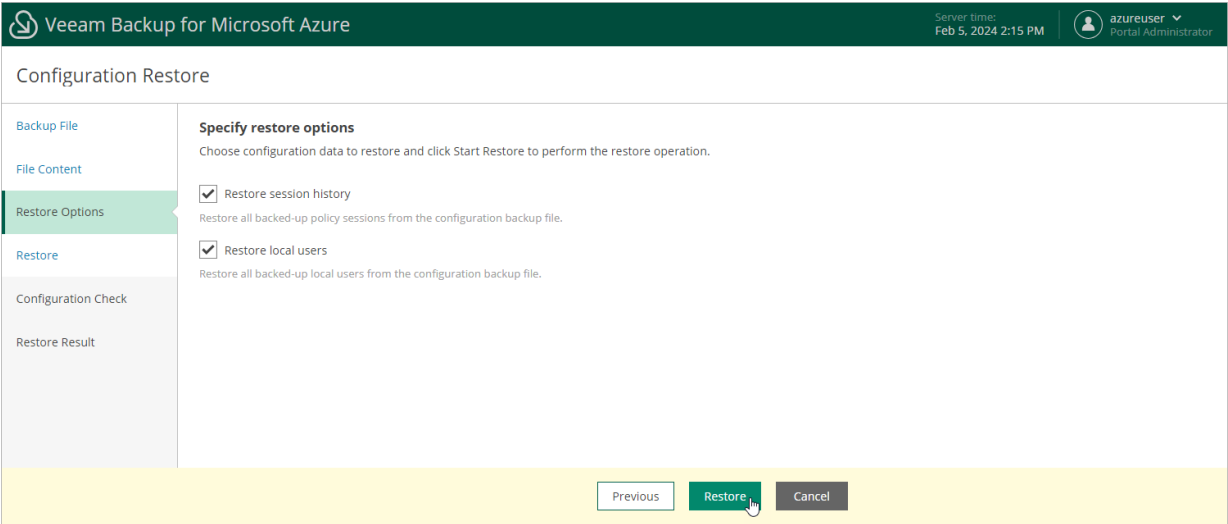 Veeam Backup for Microsoft Azure
Server time:
Feb 5, 2024 2:15 PM
azureuser
Portal Administrator
Configuration Restore
Backup File
File Content
Restore Options
Restore
Configuration Check
Restore Result
Specify restore options
Choose configuration data to restore and click Start Restore to perform the restore operation.
Restore session history
Restore all backed-up policy sessions from the configuration backup file.
Restore local users
Restore all backed-up local users from the configuration backup file.
Previous
Restore
Cancel